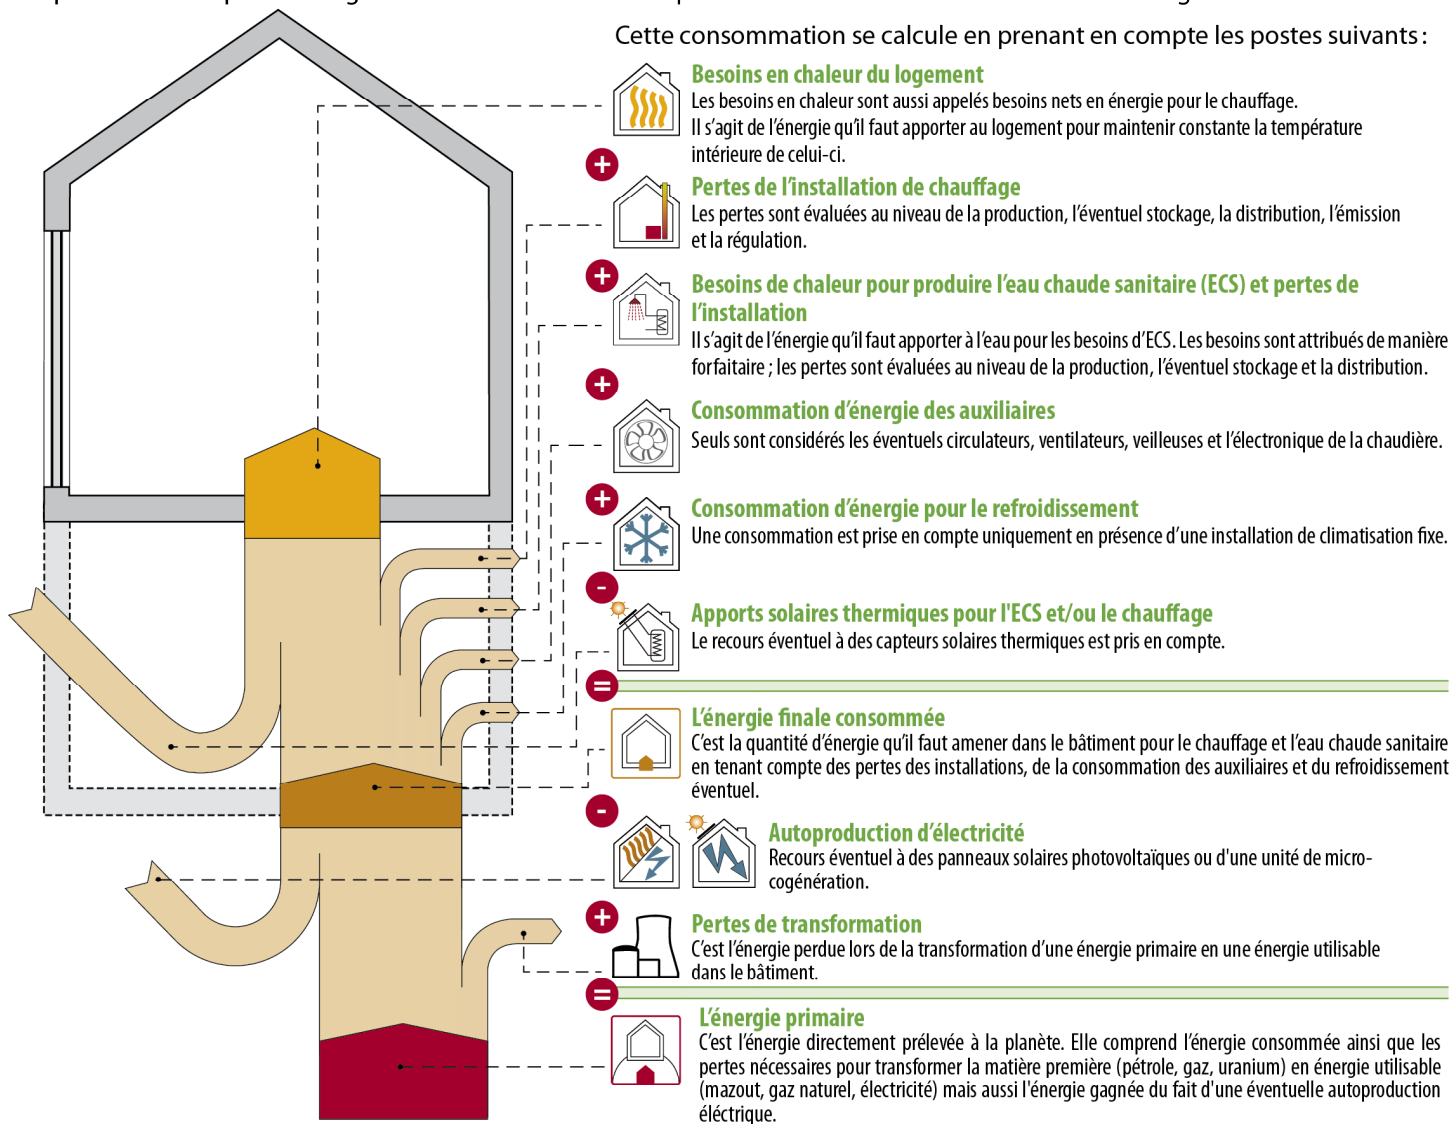 Cette consommation se calcule en prenant en compte les postes suivants :
Besoins en chaleur du logement
Les besoins en chaleur sont aussi appelés besoins nets en énergie pour le chauffage.
Il s'agit de l'énergie qu'il faut apporter au logement pour maintenir constante la température
intérieure de celui-ci.
+
Pertes de l'installation de chauffage
Les pertes sont évaluées au niveau de la production, l'éventuel stockage, la distribution, l'émission
et la régulation.
+
Besoins de chaleur pour produire l'eau chaude sanitaire (ECS) et pertes de
l'installation
Il s'agit de l'énergie qu'il faut apporter à l'eau pour les besoins d'ECS. Les besoins sont attribués de manière
forfaitaire ; les pertes sont évaluées au niveau de la production, l'éventuel stockage et la distribution.
+
Consommation d'énergie des auxiliaires
Seuls sont considérés les éventuels circulateurs, ventilateurs, veilleuses et l'électronique de la chaudière.
+
Consommation d'énergie pour le refroidissement
Une consommation est prise en compte uniquement en présence d'une installation de climatisation fixe.
-
Apports solaires thermiques pour l'ECS et/ou le chauffage
Le recours éventuel à des capteurs solaires thermiques est pris en compte.
=
L'énergie finale consommée
C'est la quantité d'énergie qu'il faut amener dans le bâtiment pour le chauffage et l'eau chaude sanitaire
en tenant compte des pertes des installations, de la consommation des auxiliaires et du refroidissement
éventuel.
-
Autoproduction d'électricité
Recours éventuel à des panneaux solaires photovoltaïques ou d'une unité de micro-
cogénération.
+
Pertes de transformation
C'est l'énergie perdue lors de la transformation d'une énergie primaire en une énergie utilisable
dans le bâtiment.
=
L'énergie primaire
C'est l'énergie directement prélevée à la planète. Elle comprend l'énergie consommée ainsi que les
pertes nécessaires pour transformer la matière première (pétrole, gaz, uranium) en énergie utilisable
(mazout, gaz naturel, électricité) mais aussi l'énergie gagnée du fait d'une éventuelle autoproduction
éléctrique.